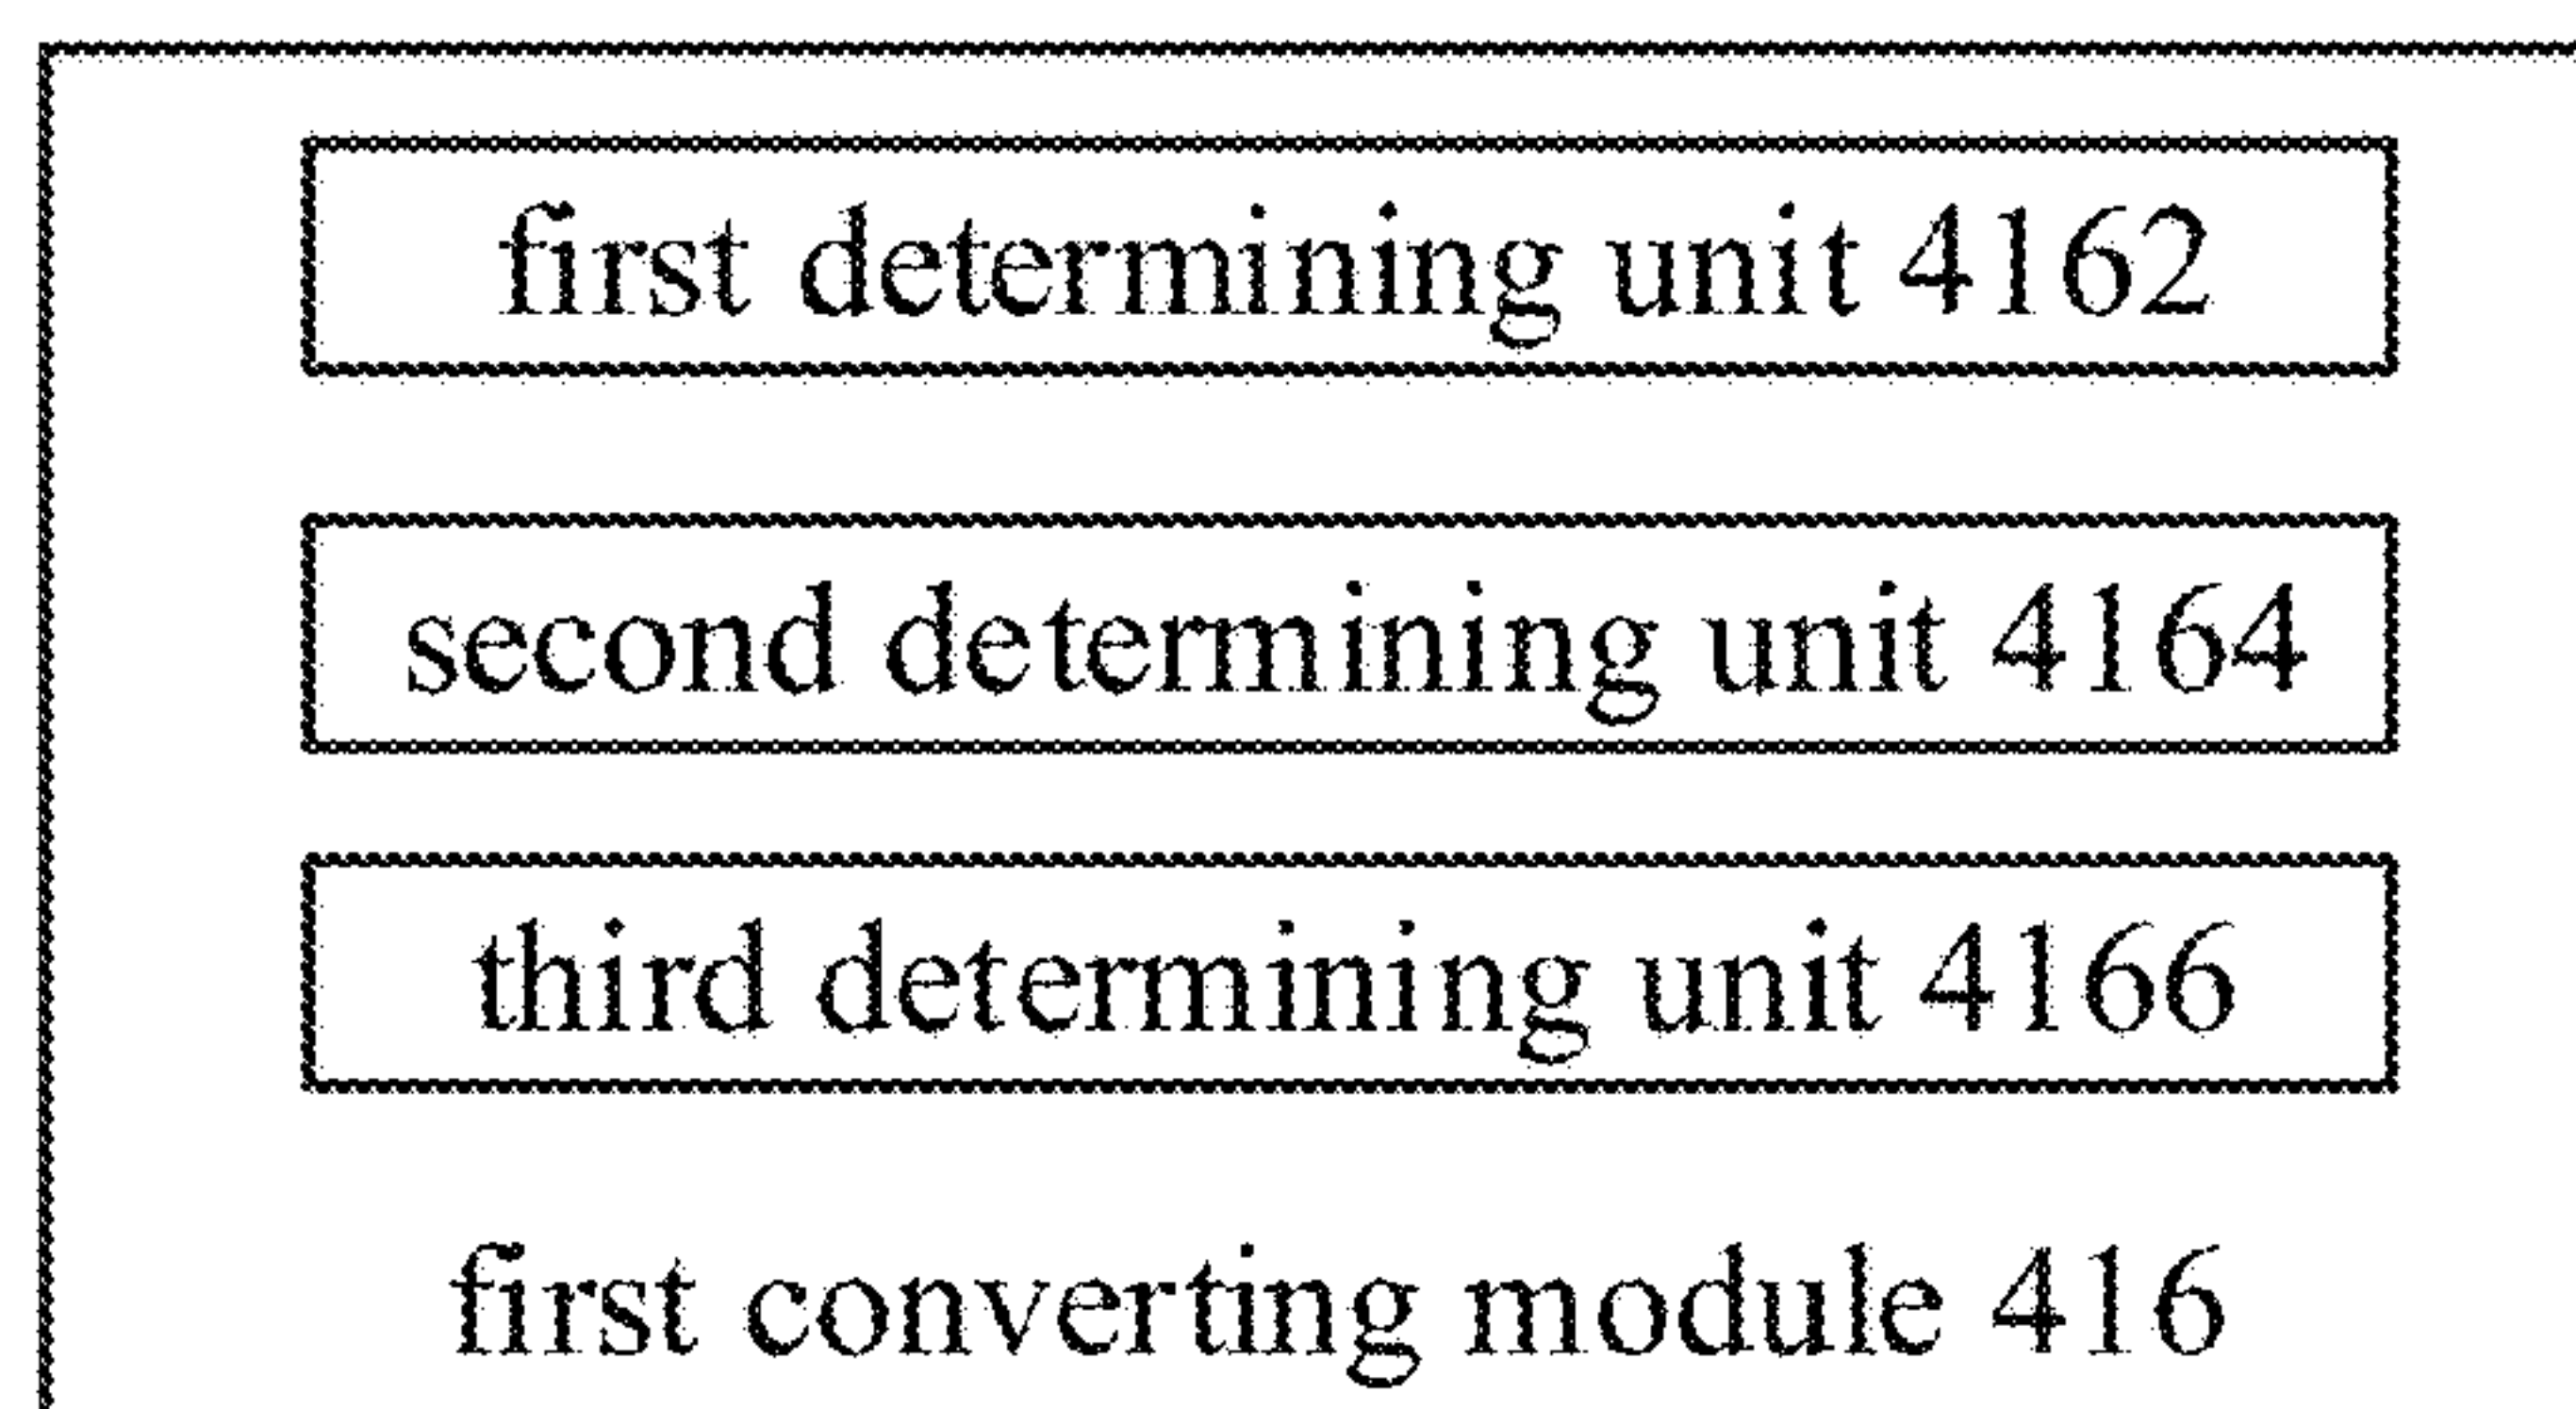 first determining unit 4162
second determining unit 4164
third determining unit 4166
first converting module 416